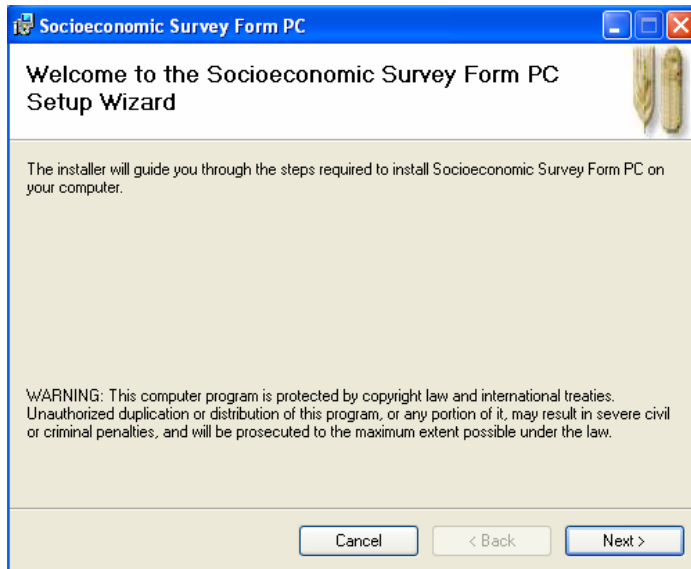 Socioeconomic Survey Form PC
Welcome to the Socioeconomic Survey Form PC
Setup Wizard
The installer will guide you through the steps required to install Socioeconomic Survey Form PC on
your computer.
WARNING: This computer program is protected by copyright law and international treaties.
Unauthorized duplication or distribution of this program, or any portion of it, may result in severe civil
or criminal penalties, and will be prosecuted to the maximum extent possible under the law.
Cancel < Back Next >